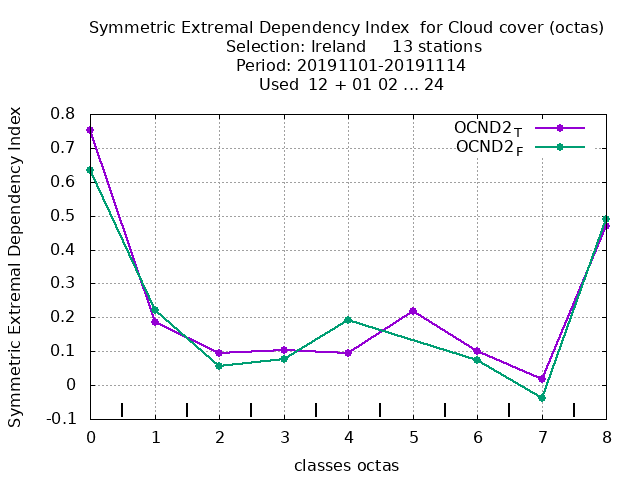 Symmetric Extremal Dependency Index for Cloud cover (octas)
Selection: Ireland 13 stations
Period: 20191101-20191114
Used 12 + 01 02 ... 24
Symmetric Extremal Dependency Index
0.8
0.7
0.6
0.5
0.4
0.3
0.2
0.1
0
-0.1
OCND2T
OCND2F
0 1 2 3 4 5 6 7 8
classes octas